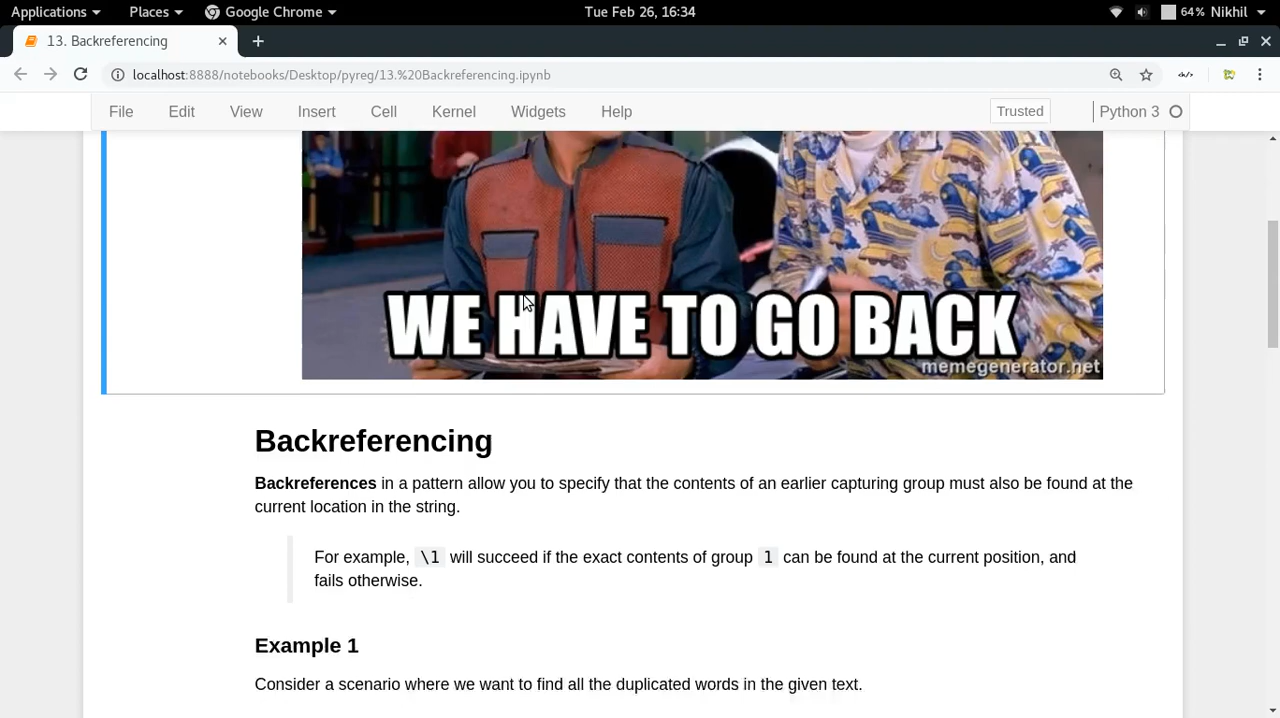 Applications Places Google Chrome Tue Feb 26, 16:34 64% Nikhil
13. Backreferencing
localhost:8888/notebooks/Desktop/pyreg/13.%20Backreferencing.ipynb
File Edit View Insert Cell Kernel Widgets Help Trusted Python 3
WE HAVE TO GO BACK
memegenerator.net
Backreferencing
Backreferences in a pattern allow you to specify that the contents of an earlier capturing group must also be found at the
current location in the string.
For example, \1 will succeed if the exact contents of group 1 can be found at the current position, and
fails otherwise.
Example 1
Consider a scenario where we want to find all the duplicated words in the given text.